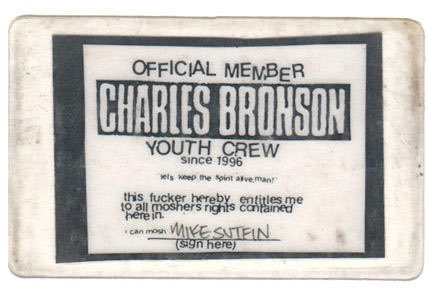 OFFICIAL MEMBER
CHARLES BRONSON
YOUTH CREW
since 1996
"lets keep the spirit alive, man!"
this fucker hereby entitles me
to all moshers rights contained
herein.
i can mosh MIKE SUTFIN
(sign here)